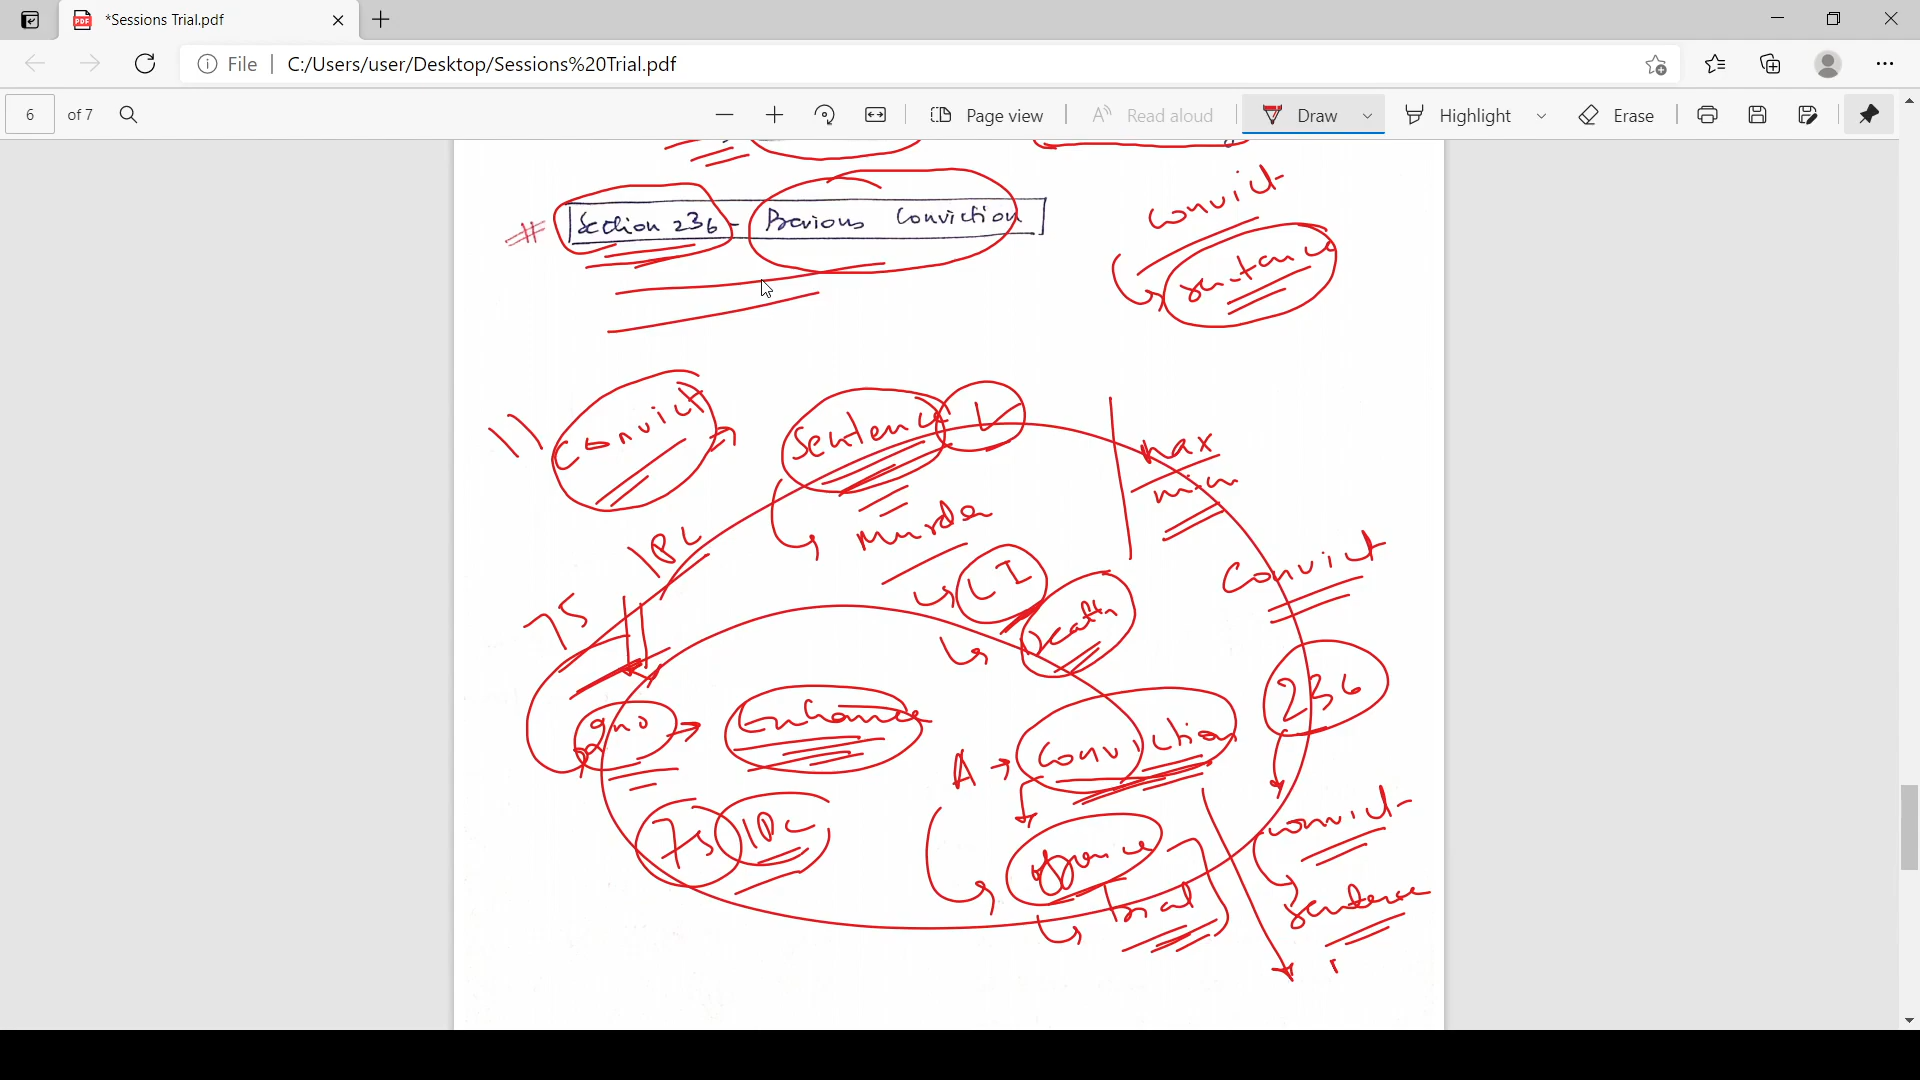 *Sessions Trial.pdf
File | C:/Users/user/Desktop/Sessions%20Trial.pdf
6 of 7 Page view Read aloud Draw Highlight Erase
Section 236 - Previous Conviction
convict
sentence
Convict
Sentence
max
min
Murder
IPC
LI
Death
Convict
75
236
2nd
Enhance
A → Conviction
75 IPC
convict
offence
trial
sentence